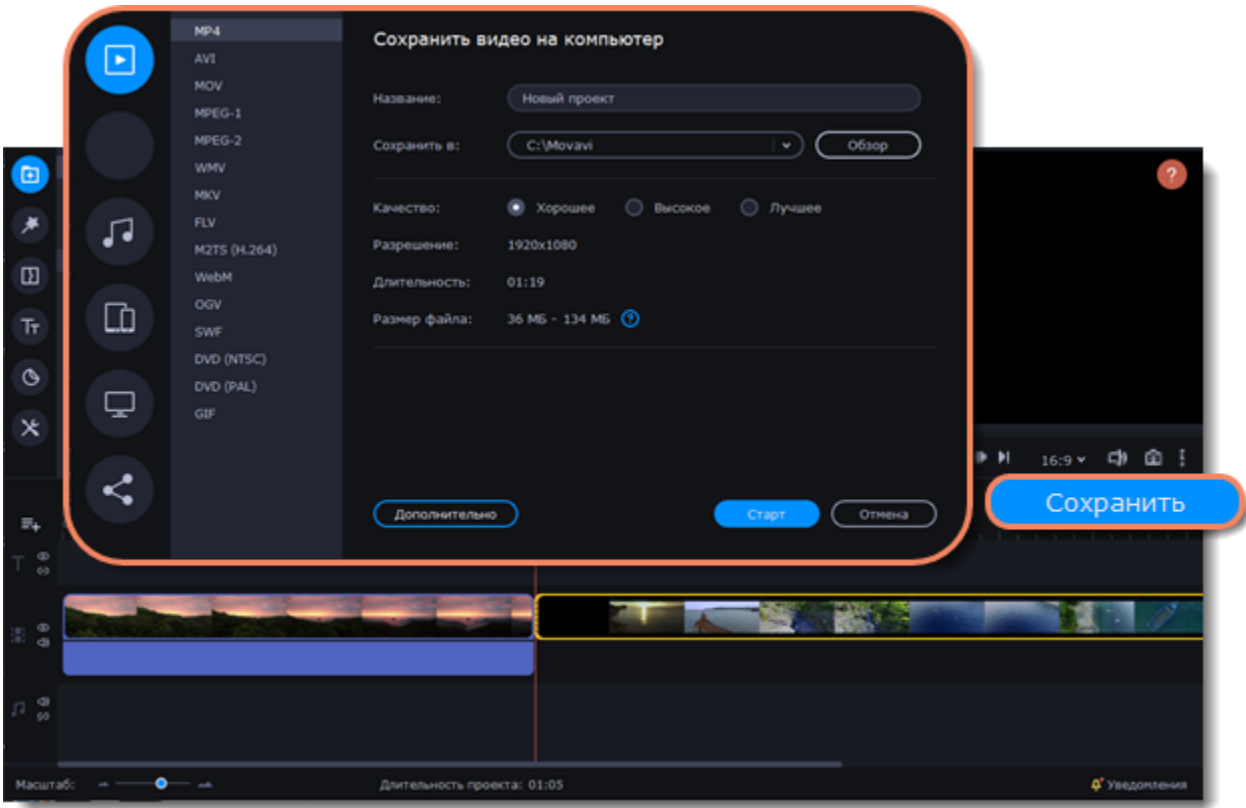 MP4
AVI
MOV
MPEG-1
MPEG-2
WMV
MKV
FLV
M2TS (H.264)
WebM
OGV
SWF
DVD (NTSC)
DVD (PAL)
GIF
Сохранить видео на компьютер
Название: Новый проект
Сохранить в: C:\Movavi Обзор
Качество: Хорошее Высокое Лучшее
Разрешение: 1920x1080
Длительность: 01:19
Размер файла: 36 МБ - 134 МБ ?
Дополнительно Старт Отмена
?
16:9
Сохранить
Масштаб: Длительность проекта: 01:05 Уведомления